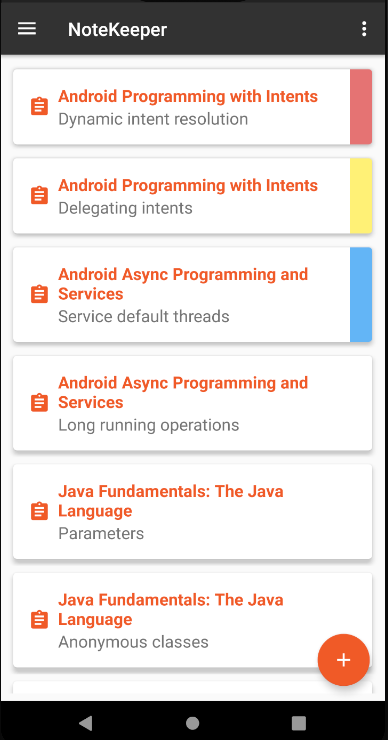 NoteKeeper
Android Programming with Intents
Dynamic intent resolution
Android Programming with Intents
Delegating intents
Android Async Programming and
Services
Service default threads
Android Async Programming and
Services
Long running operations
Java Fundamentals: The Java
Language
Parameters
Java Fundamentals: The Java
Language
Anonymous classes
+